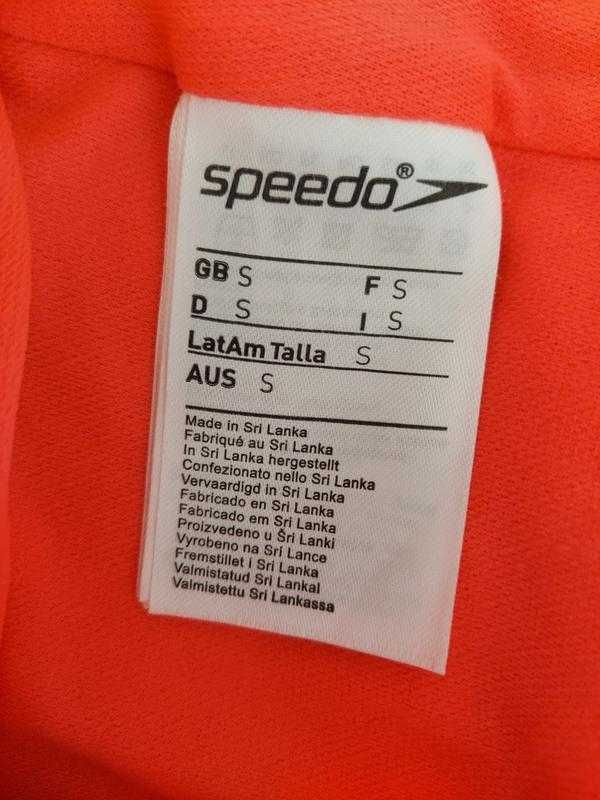 speedo®
GB S F S
D S I S
LatAm Talla S
AUS S
Made in Sri Lanka
Fabriqué au Sri Lanka
In Sri Lanka hergestellt
Confezionato nello Sri Lanka
Vervaardigd in Sri Lanka
Fabricado en Sri Lanka
Fabricado em Sri Lanka
Proizvedeno u Šri Lanki
Vyrobeno na Srí Lance
Fremstillet i Sri Lanka
Valmistatud Sri Lankal
Valmistettu Sri Lankassa